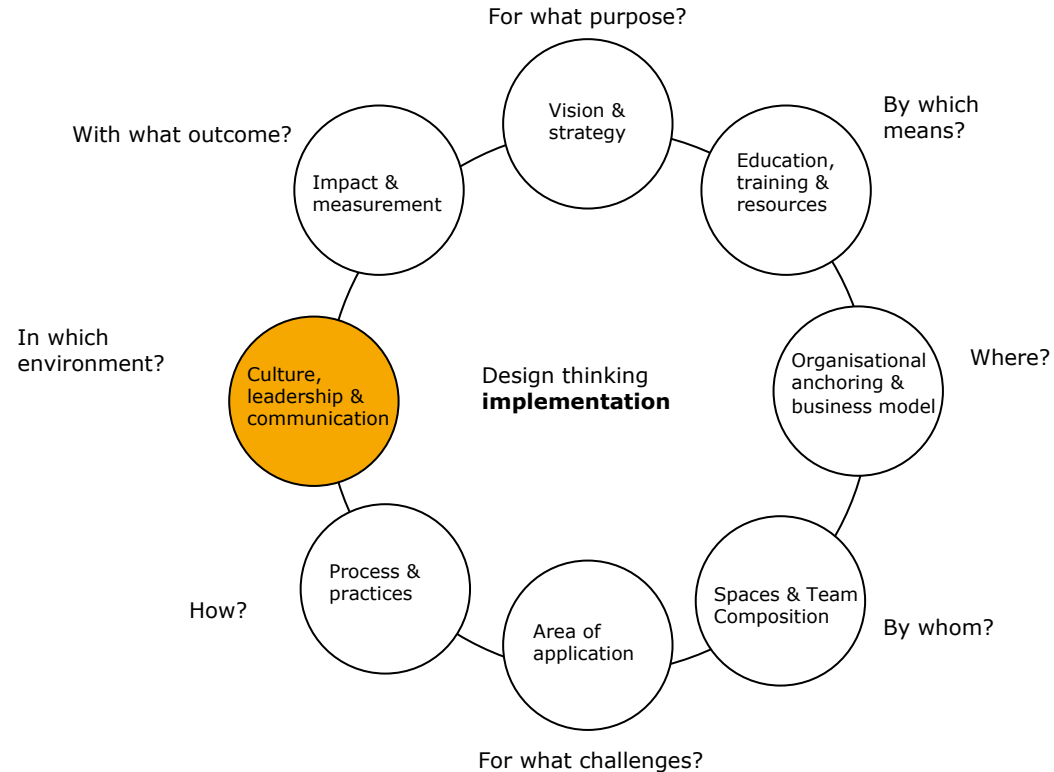 For what purpose?
Vision &
strategy
By which
means?
Education,
training &
resources
With what outcome?
Impact &
measurement
In which
environment?
Culture,
leadership &
communication
Design thinking
implementation
Organisational
anchoring &
business model
Where?
Process &
practices
How?
Area of
application
Spaces & Team
Composition
By whom?
For what challenges?